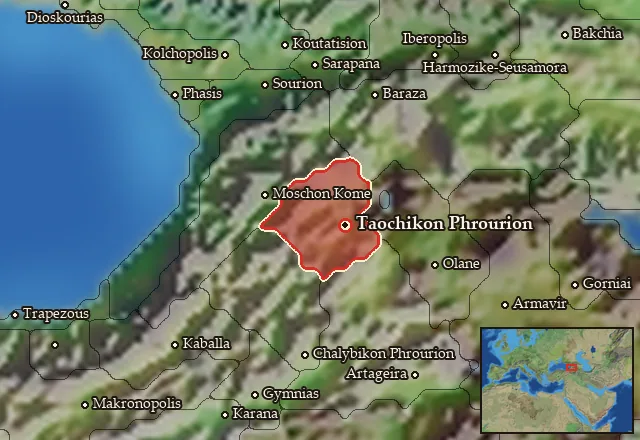 Dioskourias
Bakchia
Iberopolis
Koutatision
Kolchopolis
Sarapana
Harmozike-Seusamora
Sourion
Phasis
Baraza
Moschon Kome
Taochikon Phrourion
Olane
Gorniai
Armavir
Trapezous
Kaballa
Chalybikon Phrourion
Artageira
Gymnias
Makronopolis
Karana